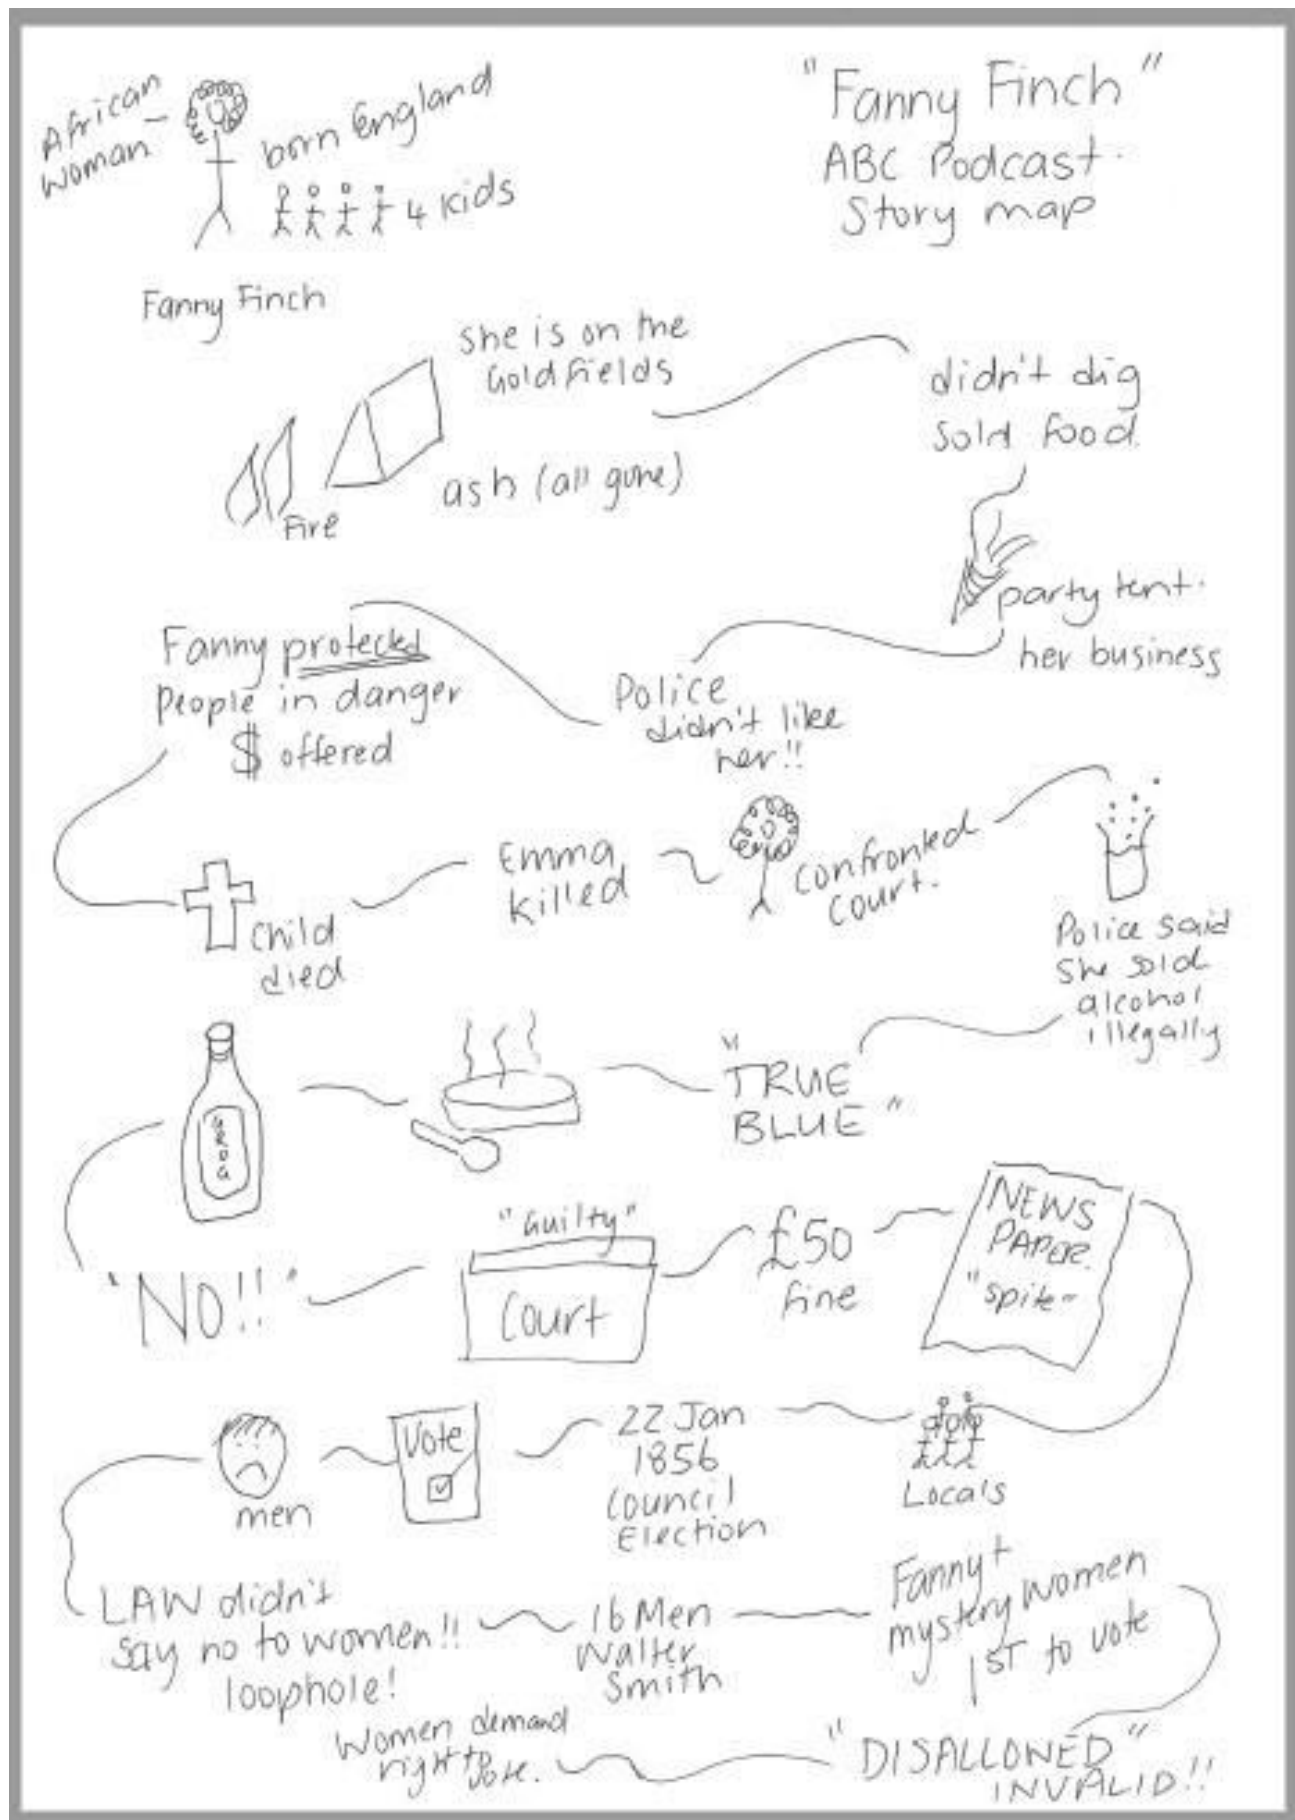 "Fanny Finch"
ABC Podcast.
Story map
African
Woman
born England
4 kids
Fanny Finch
She is on the
Goldfields
didn't dig
sold food.
ash (all gone)
Fire
party tent.
her business
Police
didn't like
her!!
Fanny protected
people in danger
$ offered
Child
died
Emma
killed
Confronted
Court.
Police said
she sold
alcohol
illegally
"TRUE
BLUE"
"NO!!"
"Guilty"
Court
£50
fine
NEWS
PAPER.
"spite"
Locals
22 Jan
1856
Council
Election
Vote
men
LAW didn't
say no to women!!
loophole!
16 Men
Walter
Smith
Fanny +
mystery women
1ST to vote
"DISALLONED"
INVALID!!
Women demand
right to
vote.